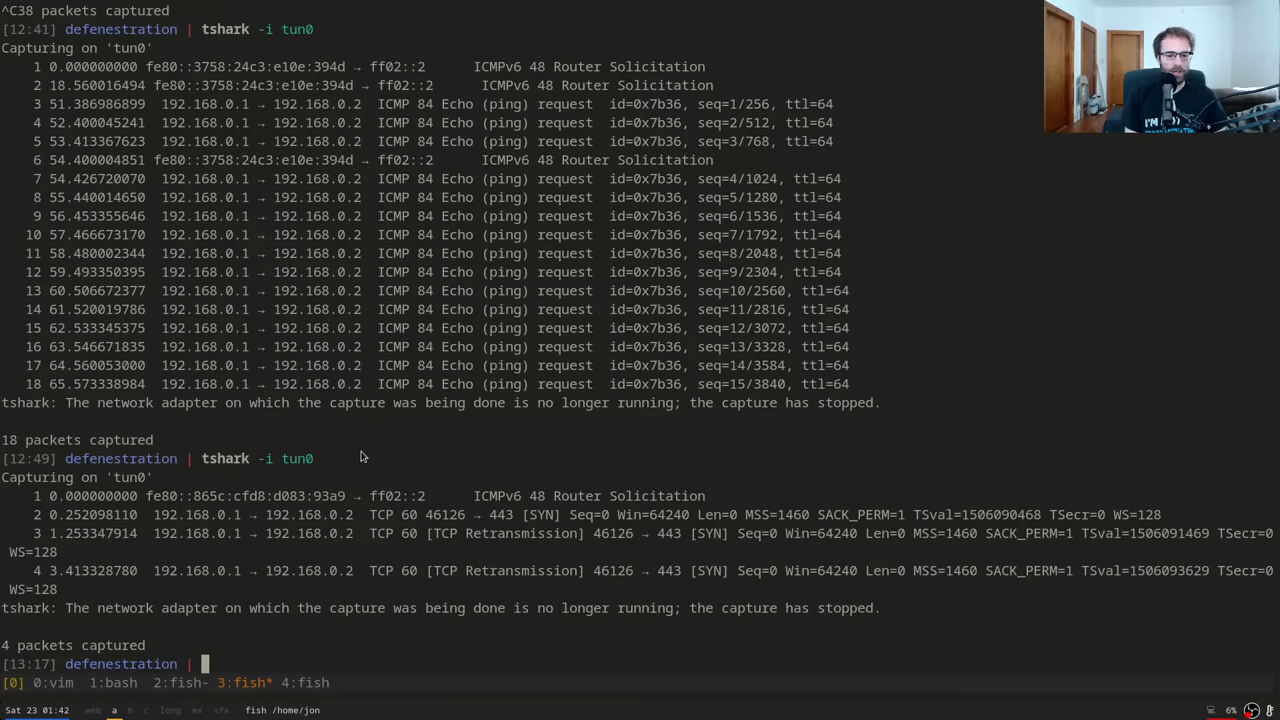 ^C38 packets captured
[12:41] defenestration | tshark -i tun0
Capturing on 'tun0'
1 0.000000000 fe80::3758:24c3:e10e:394d → ff02::2 ICMPv6 48 Router Solicitation
2 18.560016494 fe80::3758:24c3:e10e:394d → ff02::2 ICMPv6 48 Router Solicitation
3 51.386986899 192.168.0.1 → 192.168.0.2 ICMP 84 Echo (ping) request id=0x7b36, seq=1/256, ttl=64
4 52.400045241 192.168.0.1 → 192.168.0.2 ICMP 84 Echo (ping) request id=0x7b36, seq=2/512, ttl=64
5 53.413367623 192.168.0.1 → 192.168.0.2 ICMP 84 Echo (ping) request id=0x7b36, seq=3/768, ttl=64
6 54.400004851 fe80::3758:24c3:e10e:394d → ff02::2 ICMPv6 48 Router Solicitation
7 54.426720070 192.168.0.1 → 192.168.0.2 ICMP 84 Echo (ping) request id=0x7b36, seq=4/1024, ttl=64
8 55.440014650 192.168.0.1 → 192.168.0.2 ICMP 84 Echo (ping) request id=0x7b36, seq=5/1280, ttl=64
9 56.453355646 192.168.0.1 → 192.168.0.2 ICMP 84 Echo (ping) request id=0x7b36, seq=6/1536, ttl=64
10 57.466673170 192.168.0.1 → 192.168.0.2 ICMP 84 Echo (ping) request id=0x7b36, seq=7/1792, ttl=64
11 58.480002344 192.168.0.1 → 192.168.0.2 ICMP 84 Echo (ping) request id=0x7b36, seq=8/2048, ttl=64
12 59.493350395 192.168.0.1 → 192.168.0.2 ICMP 84 Echo (ping) request id=0x7b36, seq=9/2304, ttl=64
13 60.506672377 192.168.0.1 → 192.168.0.2 ICMP 84 Echo (ping) request id=0x7b36, seq=10/2560, ttl=64
14 61.520019786 192.168.0.1 → 192.168.0.2 ICMP 84 Echo (ping) request id=0x7b36, seq=11/2816, ttl=64
15 62.533345375 192.168.0.1 → 192.168.0.2 ICMP 84 Echo (ping) request id=0x7b36, seq=12/3072, ttl=64
16 63.546671835 192.168.0.1 → 192.168.0.2 ICMP 84 Echo (ping) request id=0x7b36, seq=13/3328, ttl=64
17 64.560053000 192.168.0.1 → 192.168.0.2 ICMP 84 Echo (ping) request id=0x7b36, seq=14/3584, ttl=64
18 65.573338984 192.168.0.1 → 192.168.0.2 ICMP 84 Echo (ping) request id=0x7b36, seq=15/3840, ttl=64
tshark: The network adapter on which the capture was being done is no longer running; the capture has stopped.
18 packets captured
[12:49] defenestration | tshark -i tun0
Capturing on 'tun0'
1 0.000000000 fe80::865c:cfd8:d083:93a9 → ff02::2 ICMPv6 48 Router Solicitation
2 0.252098110 192.168.0.1 → 192.168.0.2 TCP 60 46126 → 443 [SYN] Seq=0 Win=64240 Len=0 MSS=1460 SACK_PERM=1 TSval=1506090468 TSecr=0 WS=128
3 1.253347914 192.168.0.1 → 192.168.0.2 TCP 60 [TCP Retransmission] 46126 → 443 [SYN] Seq=0 Win=64240 Len=0 MSS=1460 SACK_PERM=1 TSval=1506091469 TSecr=0
WS=128
4 3.413328780 192.168.0.1 → 192.168.0.2 TCP 60 [TCP Retransmission] 46126 → 443 [SYN] Seq=0 Win=64240 Len=0 MSS=1460 SACK_PERM=1 TSval=1506093629 TSecr=0
WS=128
tshark: The network adapter on which the capture was being done is no longer running; the capture has stopped.
4 packets captured
[13:17] defenestration |
[0] 0:vim 1:bash 2:fish- 3:fish* 4:fish
Sat 23 01:42 web a b c long mx sfx fish /home/jon 6%